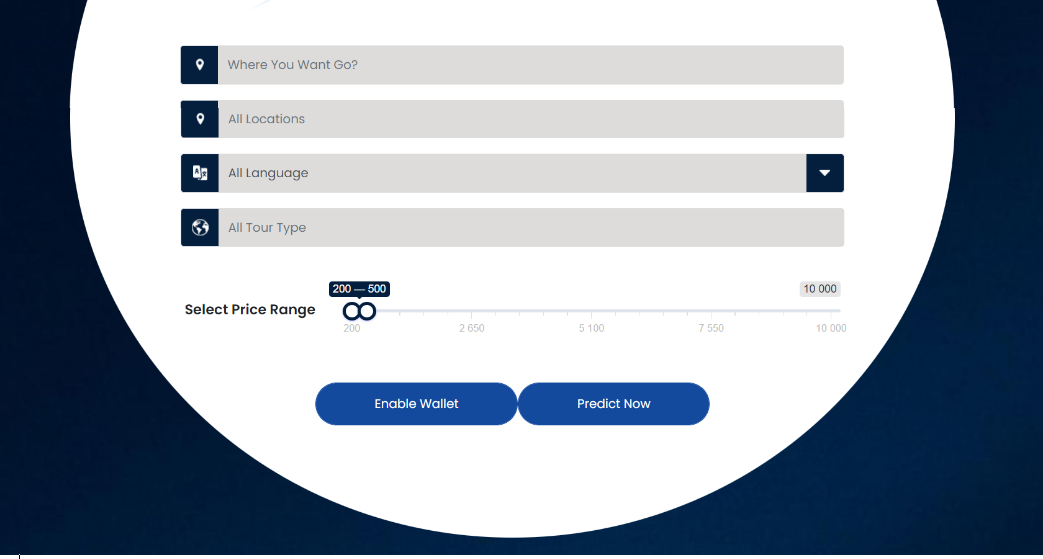 Where You Want Go?
All Locations
All Language
All Tour Type
200 — 500 10 000
Select Price Range
200 2 650 5 100 7 550 10 000
Enable Wallet Predict Now